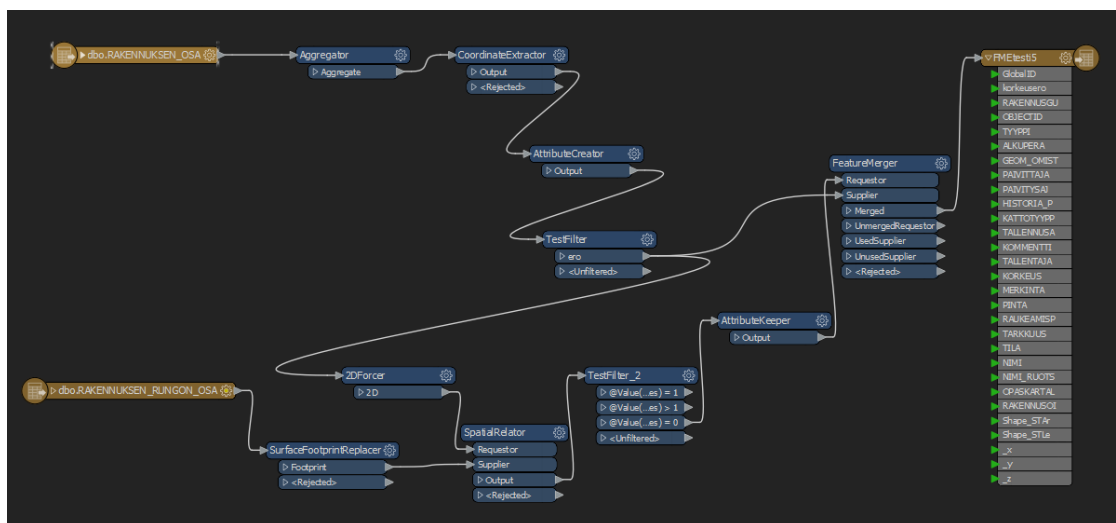 dbo.RAKENNUKSEN_OSA
Aggregator
Aggregate
CoordinateExtractor
Output
<Rejected>
AttributeCreator
Output
TestFilter
ero
<Unfiltered>
FeatureMerger
Requestor
Supplier
Merged
UnmergedRequestor
UsedSupplier
UnusedSupplier
<Rejected>
AttributeKeeper
Output
dbo.RAKENNUKSEN_RUNGON_OSA
2DForcer
2D
SurfaceFootprintReplacer
Footprint
<Rejected>
SpatialRelator
Requestor
Supplier
Output
<Rejected>
TestFilter_2
@Value(...es) = 1
@Value(...es) > 1
@Value(...es) = 0
<Unfiltered>
FMEtesti5
GlobalID
korkeusero
RAKENNUSGU
OBJECTID
TYYPPI
ALKUPERA
GEOM_OMIST
PAIVITTAJA
PAIVITYSAJ
HISTORIA_P
KATTOTYYPP
TALLENNUSA
KOMMENTTI
TALLENTAJA
KORKEUS
MERKINTA
PINTA
RAUKEAMISP
TARKKUUS
TILA
NIMI
NIMI_RUOTS
OPASKARTAL
RAKENNUSOI
Shape_STAr
Shape_STLe
_x
_y
_z